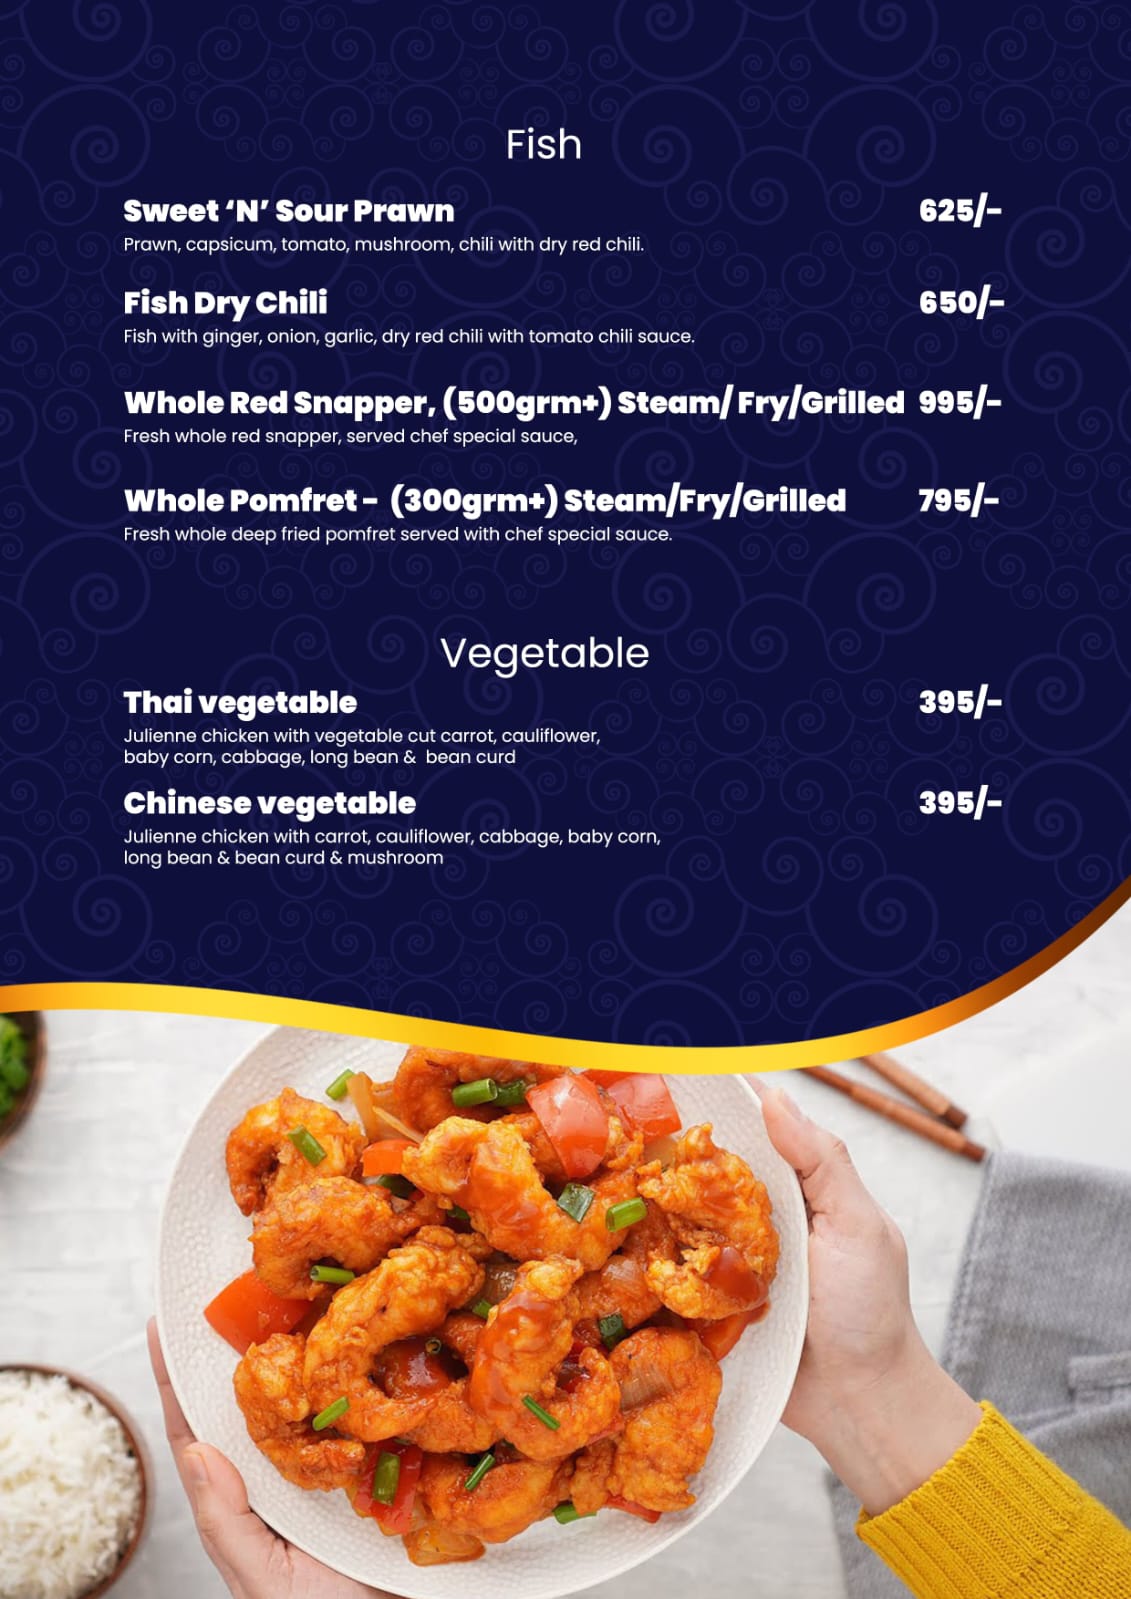 Fish
Sweet ‘N’ Sour Prawn 625/-
Prawn, capsicum, tomato, mushroom, chili with dry red chili.
Fish Dry Chili 650/-
Fish with ginger, onion, garlic, dry red chili with tomato chili sauce.
Whole Red Snapper, (500grm+) Steam/ Fry/Grilled 995/-
Fresh whole red snapper, served chef special sauce,
Whole Pomfret - (300grm+) Steam/Fry/Grilled 795/-
Fresh whole deep fried pomfret served with chef special sauce.
Vegetable
Thai vegetable 395/-
Julienne chicken with vegetable cut carrot, cauliflower,
baby corn, cabbage, long bean & bean curd
Chinese vegetable 395/-
Julienne chicken with carrot, cauliflower, cabbage, baby corn,
long bean & bean curd & mushroom